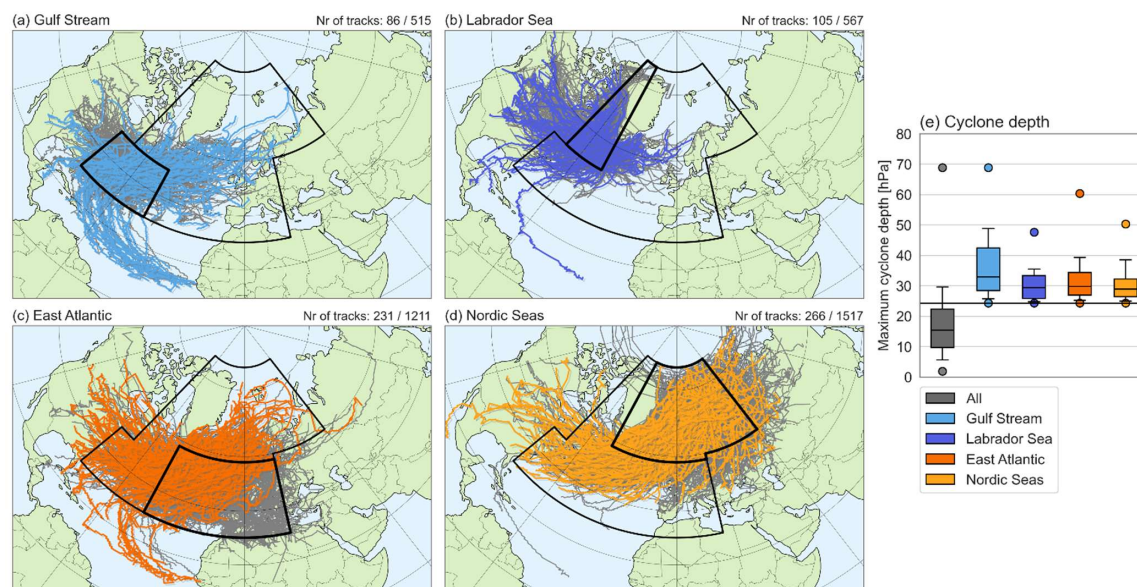 (a) Gulf Stream
Nr of tracks: 86 / 515
(b) Labrador Sea
Nr of tracks: 105 / 567
(c) East Atlantic
Nr of tracks: 231 / 1211
(d) Nordic Seas
Nr of tracks: 266 / 1517
(e) Cyclone depth
Maximum cyclone depth [hPa]
80
70
60
50
40
30
20
10
0
All
Gulf Stream
Labrador Sea
East Atlantic
Nordic Seas